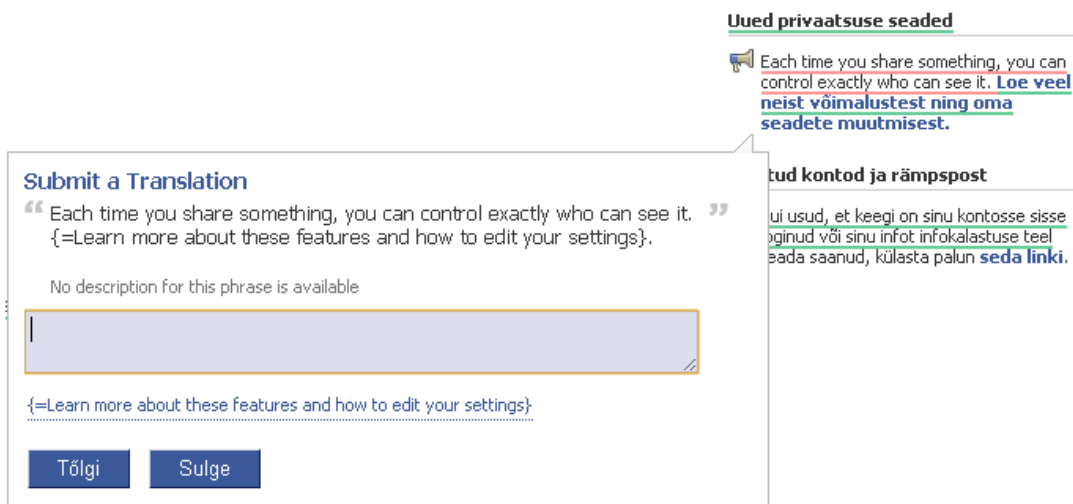 Uued privaatsuse seaded
Each time you share something, you can
control exactly who can see it. Loe veel
neist võimalustest ning oma
seadete muutmisest.
Submit a Translation
“ Each time you share something, you can control exactly who can see it. ”
{=Learn more about these features and how to edit your settings}.
No description for this phrase is available
{=Learn more about these features and how to edit your settings}
Tõlgi Sulge
tud kontod ja rämpspost
ui usud, et keegi on sinu kontosse sisse
oginud või sinu infot infokalastuse teel
eada saanud, külasta palun seda linki.